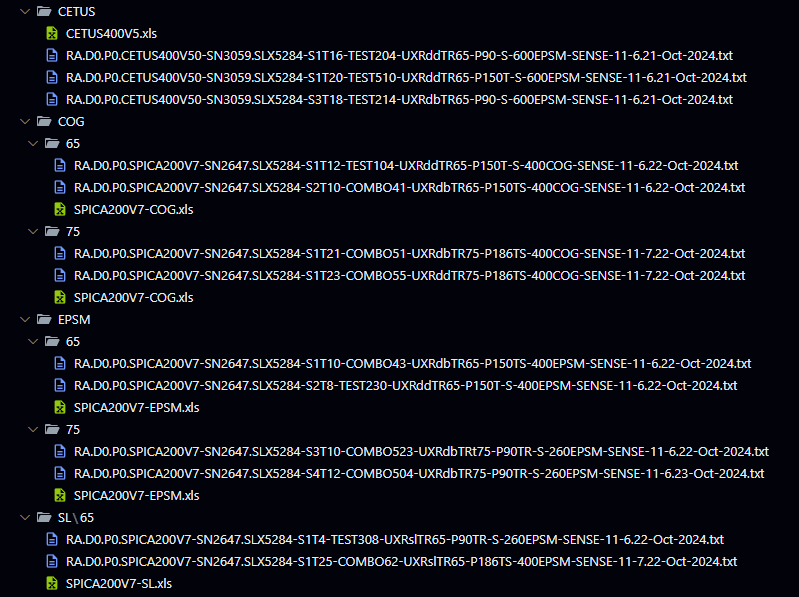 CETUS
CETUS400V5.xls
RA.D0.P0.CETUS400V50-SN3059.SLX5284-S1T16-TEST204-UXRddTR65-P90-S-600EPSM-SENSE-11-6.21-Oct-2024.txt
RA.D0.P0.CETUS400V50-SN3059.SLX5284-S1T20-TEST510-UXRddTR65-P150T-S-600EPSM-SENSE-11-6.21-Oct-2024.txt
RA.D0.P0.CETUS400V50-SN3059.SLX5284-S3T18-TEST214-UXRdbTR65-P90-S-600EPSM-SENSE-11-6.21-Oct-2024.txt
COG
65
RA.D0.P0.SPICA200V7-SN2647.SLX5284-S1T12-TEST104-UXRddTR65-P150T-S-400COG-SENSE-11-6.22-Oct-2024.txt
RA.D0.P0.SPICA200V7-SN2647.SLX5284-S2T10-COMBO41-UXRdbTR65-P150TS-400COG-SENSE-11-6.22-Oct-2024.txt
SPICA200V7-COG.xls
75
RA.D0.P0.SPICA200V7-SN2647.SLX5284-S1T21-COMBO51-UXRdbTR75-P186TS-400COG-SENSE-11-7.22-Oct-2024.txt
RA.D0.P0.SPICA200V7-SN2647.SLX5284-S1T23-COMBO55-UXRddTR75-P186TS-400COG-SENSE-11-7.22-Oct-2024.txt
SPICA200V7-COG.xls
EPSM
65
RA.D0.P0.SPICA200V7-SN2647.SLX5284-S1T10-COMBO43-UXRdbTR65-P150TS-400EPSM-SENSE-11-6.22-Oct-2024.txt
RA.D0.P0.SPICA200V7-SN2647.SLX5284-S2T8-TEST230-UXRddTR65-P150T-S-400EPSM-SENSE-11-6.22-Oct-2024.txt
SPICA200V7-EPSM.xls
75
RA.D0.P0.SPICA200V7-SN2647.SLX5284-S3T10-COMBO523-UXRdbTRt75-P90TR-S-260EPSM-SENSE-11-6.22-Oct-2024.txt
RA.D0.P0.SPICA200V7-SN2647.SLX5284-S4T12-COMBO504-UXRdbTR75-P90TR-S-260EPSM-SENSE-11-6.23-Oct-2024.txt
SPICA200V7-EPSM.xls
SL\65
RA.D0.P0.SPICA200V7-SN2647.SLX5284-S1T4-TEST308-UXRslTR65-P90TR-S-260EPSM-SENSE-11-6.22-Oct-2024.txt
RA.D0.P0.SPICA200V7-SN2647.SLX5284-S1T25-COMBO62-UXRslTR65-P186TS-400EPSM-SENSE-11-7.22-Oct-2024.txt
SPICA200V7-SL.xls